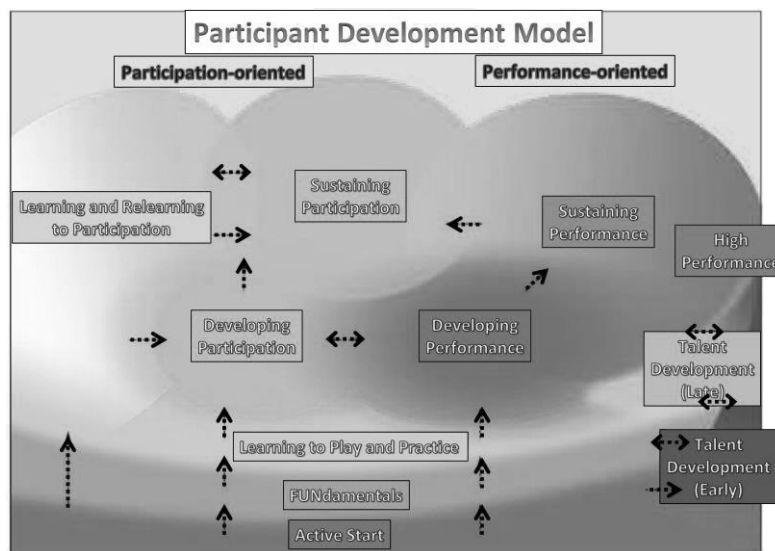 Participant Development Model
Participation-oriented
Performance-oriented
Sustaining
Participation
Learning and Relearning
to Participation
Sustaining
Performance
High
Performance
Developing
Participation
Developing
Performance
Talent
Development
(Late)
Learning to Play and Practice
Talent
Development
(Early)
FUNdamentals
Active Start